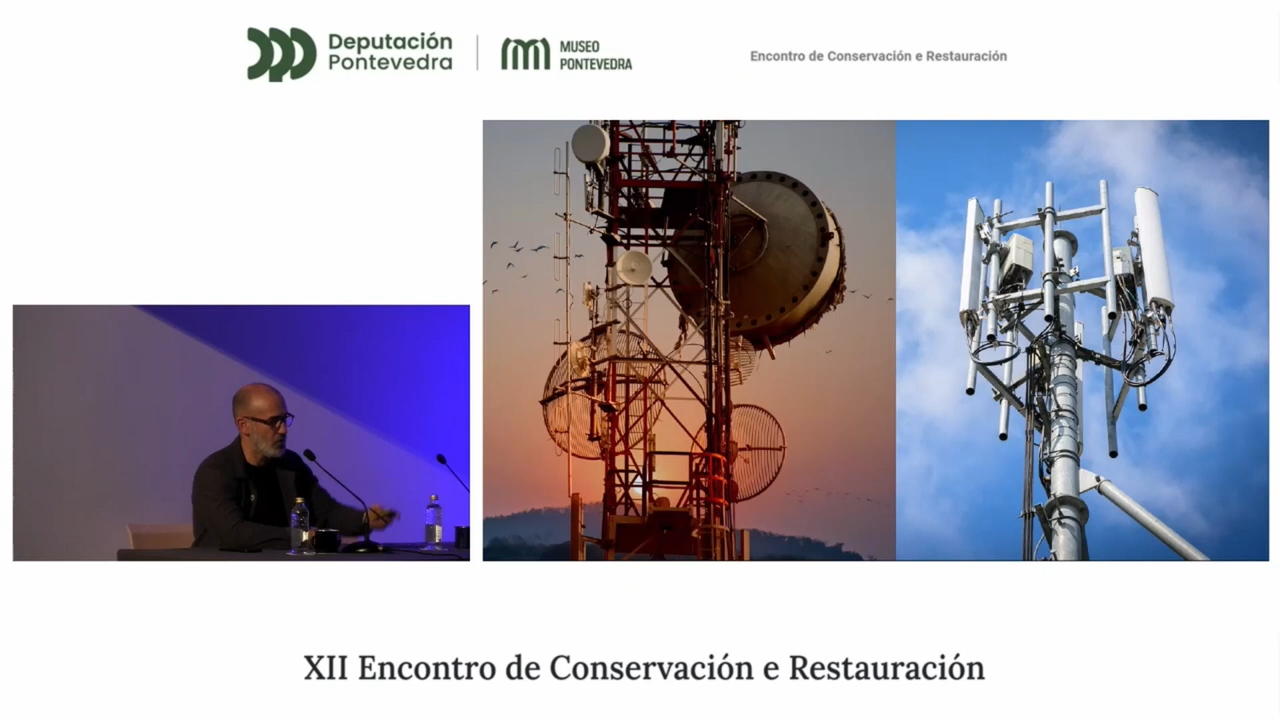 Deputación
Pontevedra
MUSEO
PONTEVEDRA
Encontro de Conservación e Restauración
XII Encontro de Conservación e Restauración